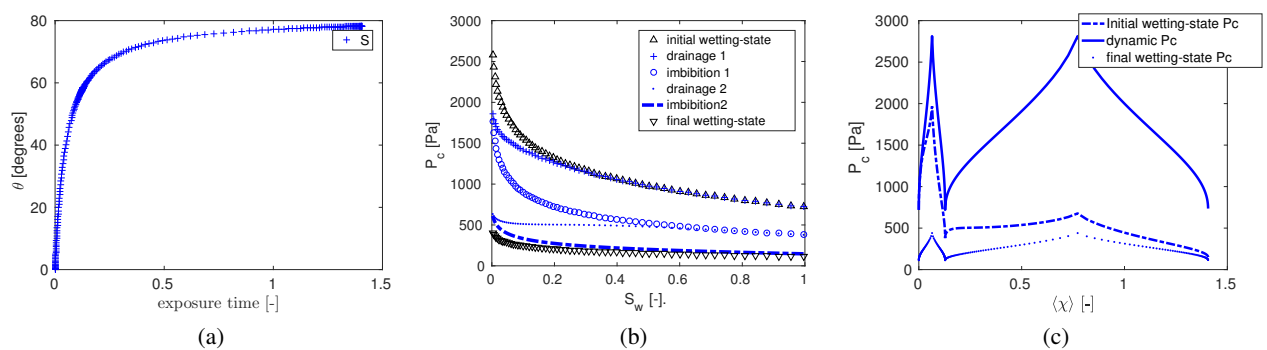 80
60
40
20
0
θ [degrees]
0
0.5
1
1.5
exposure time [-]
S
(a)
3000
2500
2000
1500
1000
500
0
P_c [Pa]
0
0.2
0.4
0.6
0.8
1
S_w [-].
initial wetting-state
drainage 1
imbibition 1
drainage 2
imbibition2
final wetting-state
(b)
3000
2500
2000
1500
1000
500
0
P_c [Pa]
0
0.5
1
1.5
⟨χ⟩ [-]
Initial wetting-state Pc
dynamic Pc
final wetting-state Pc
(c)